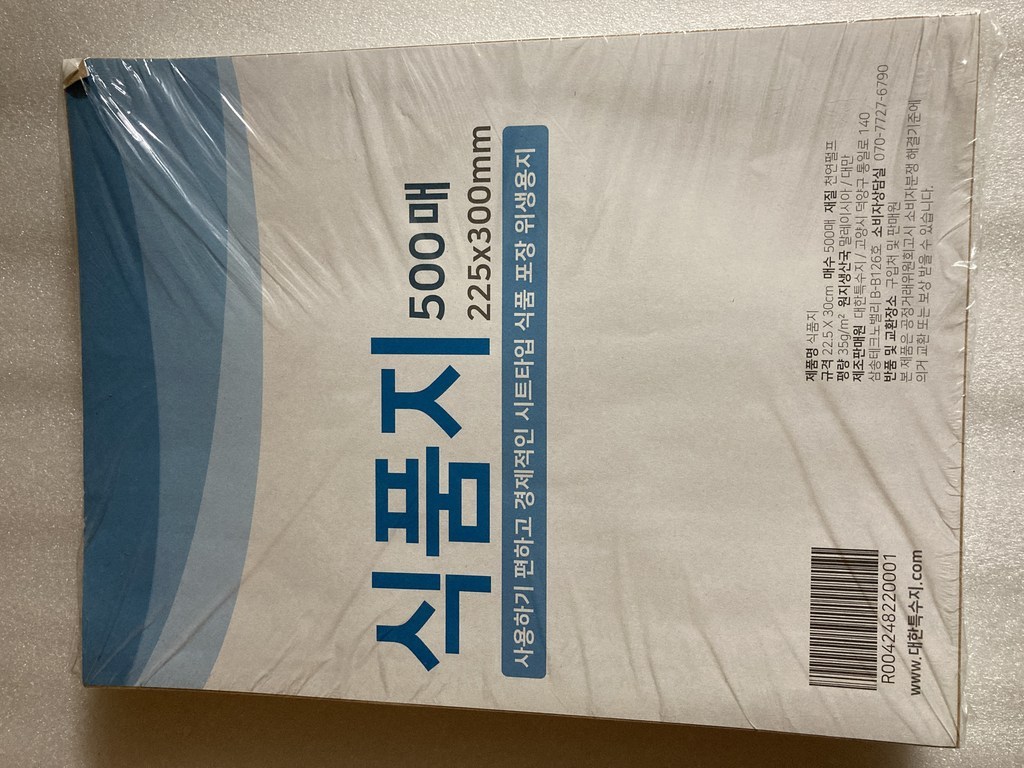 식품지
500매
225x300mm
사용하기 편하고 경제적인 시트타입 식품 포장 위생용지
제품명 식품지
규격 22.5 X 30cm 매수 500매 재질 천연펄프
평량 35g/m² 원지생산국 말레이시아 / 대만
제조판매원 대한특수지 / 고양시 덕양구 통일로 140
삼송테크노밸리 B-B126호 소비자상담실 070-7727-6790
반품 및 교환장소 구입처 및 판매원
본 제품은 공정거래위원회고시 소비자분쟁 해결기준에
의거 교환 또는 보상 받을 수 있습니다.
R004248220001
www.대한특수지.com